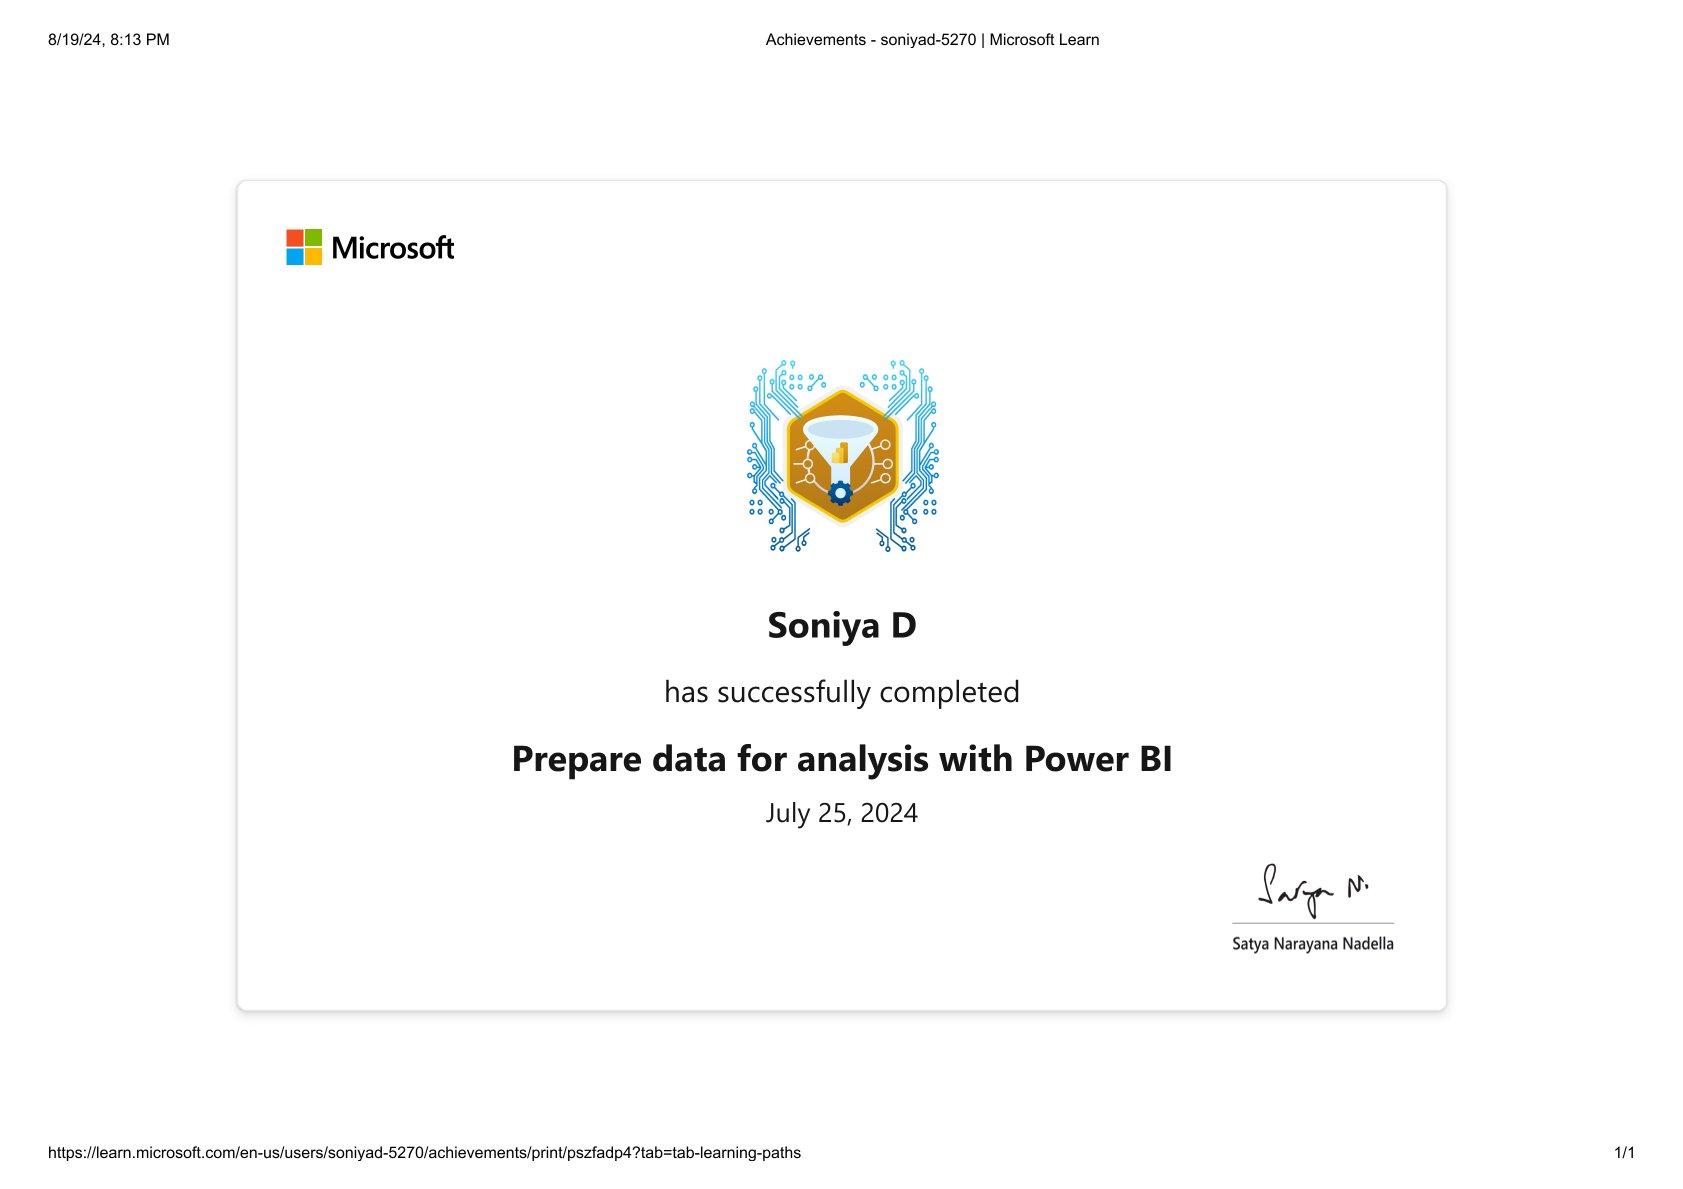 8/19/24, 8:13 PM
Achievements - soniyad-5270 | Microsoft Learn
Microsoft
Soniya D
has successfully completed
Prepare data for analysis with Power BI
July 25, 2024
Satya N.
Satya Narayana Nadella
https://learn.microsoft.com/en-us/users/soniyad-5270/achievements/print/pszfadp4?tab=tab-learning-paths
1/1